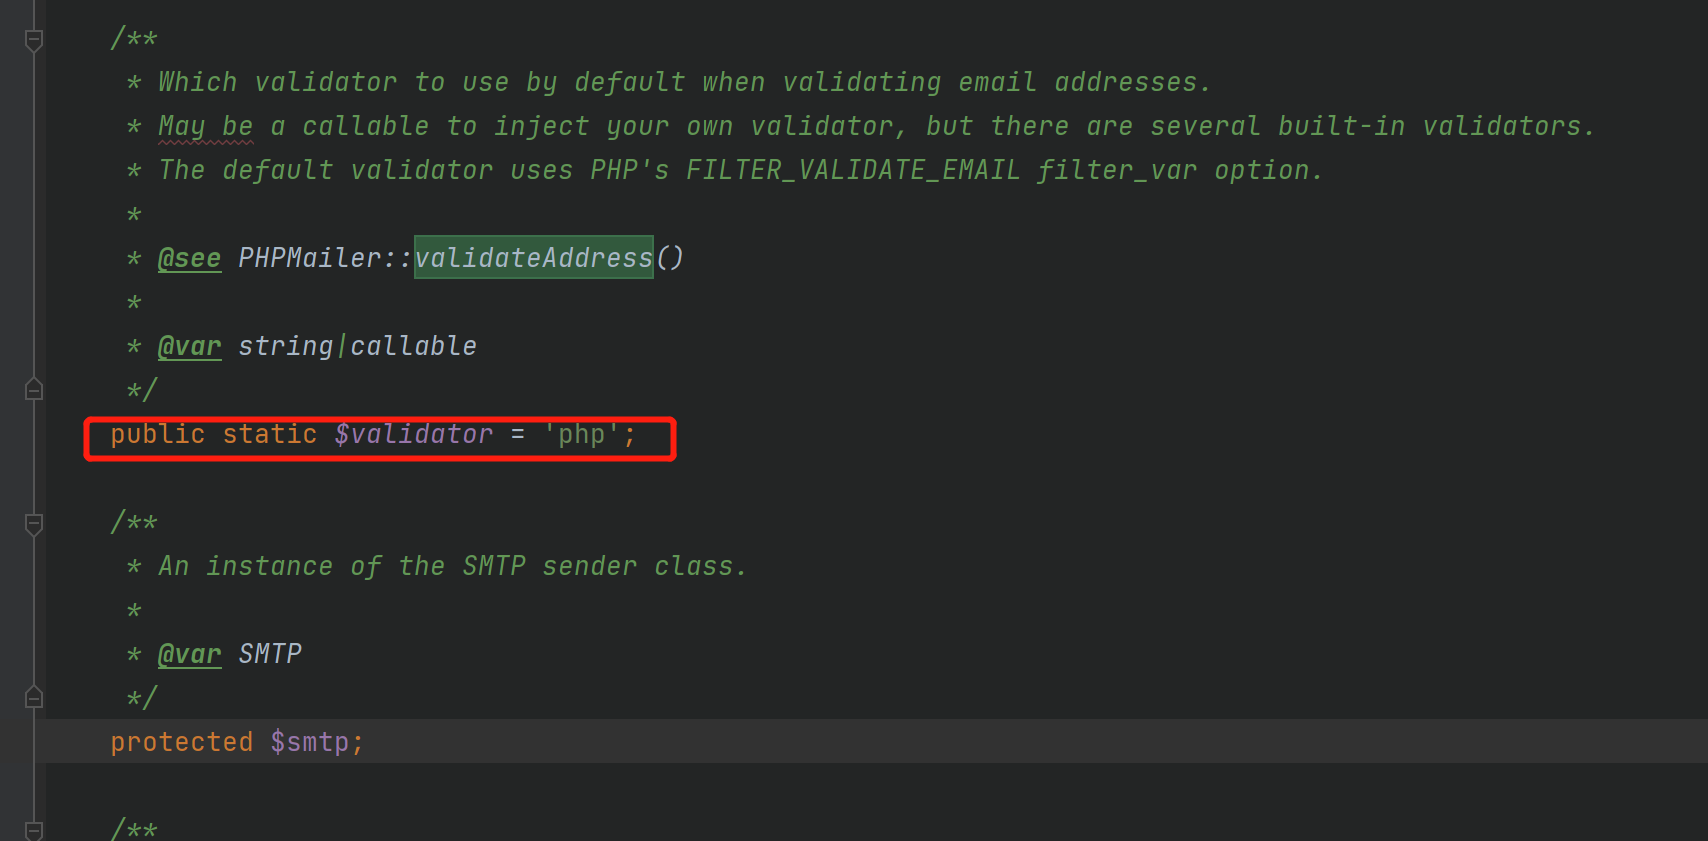 /**
* Which validator to use by default when validating email addresses.
* May be a callable to inject your own validator, but there are several built-in validators.
* The default validator uses PHP's FILTER_VALIDATE_EMAIL filter_var option.
*
* @see PHPMailer::validateAddress()
*
* @var string|callable
*/
public static $validator = 'php';
/**
* An instance of the SMTP sender class.
*
* @var SMTP
*/
protected $smtp;
/**